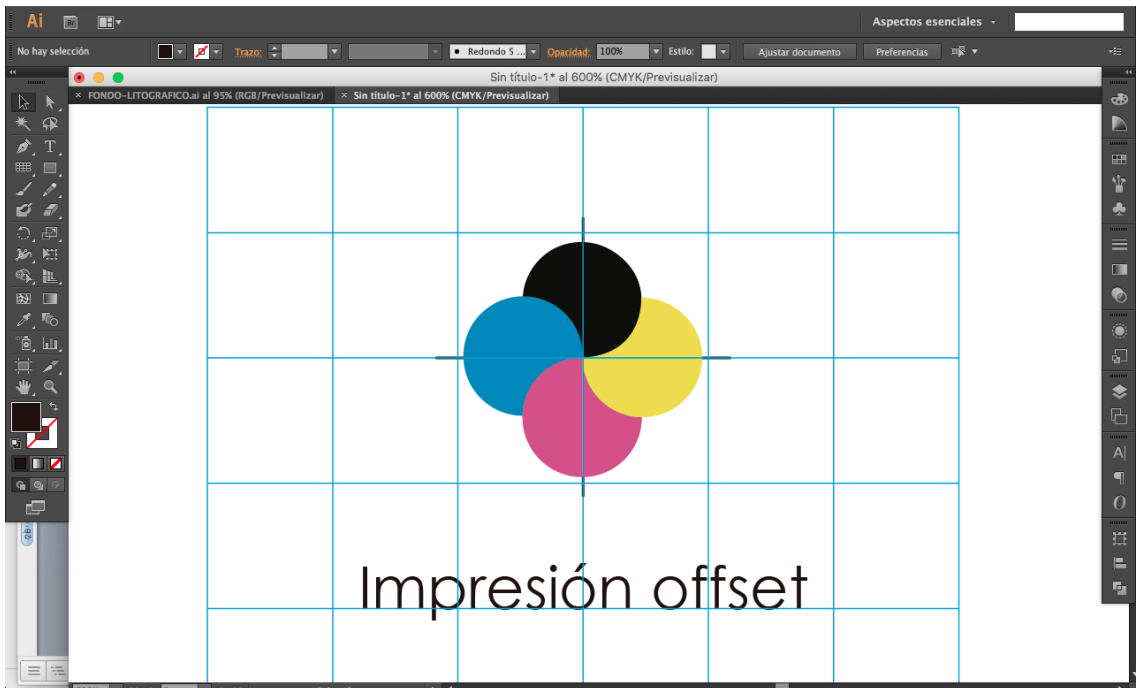 Ai Br Aspectos esenciales
No hay selección Trazo: Redondo 5 ... Opacidad: 100% Estilo: Ajustar documento Preferencias
Sin título-1* al 600% (CMYK/Previsualizar)
× FONDO-LITOGRAFICO.ai al 95% (RGB/Previsualizar) × Sin título-1* al 600% (CMYK/Previsualizar)
Impresión offset